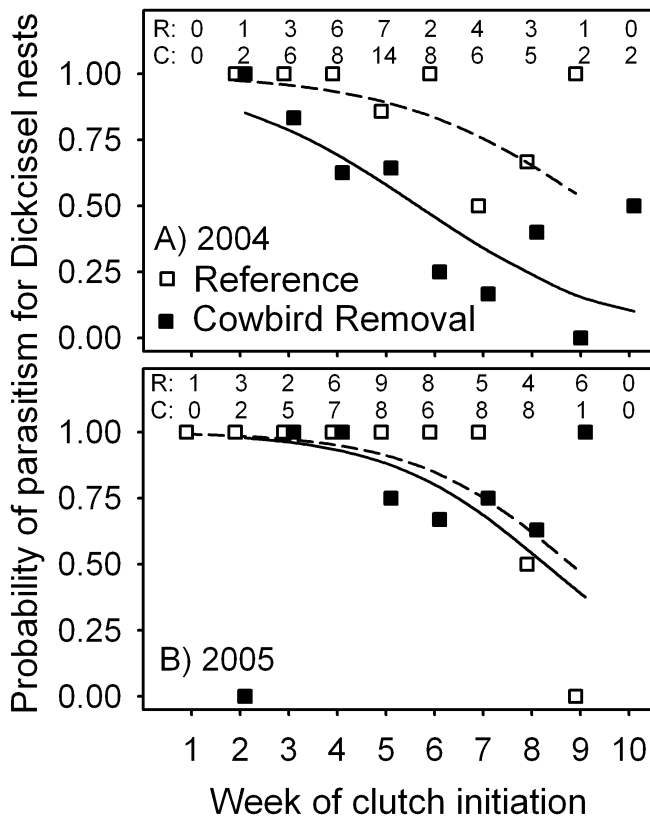 Probability of parasitism for Dickcissel nests
R: 0 1 3 6 7 2 4 3 1 0
C: 0 2 6 8 14 8 6 5 2 2
1.00
0.75
0.50
0.25
0.00
A) 2004
Reference
Cowbird Removal
R: 1 3 2 6 9 8 5 4 6 0
C: 0 2 5 7 8 6 8 8 1 0
1.00
0.75
0.50
0.25
0.00
B) 2005
1 2 3 4 5 6 7 8 9 10
Week of clutch initiation